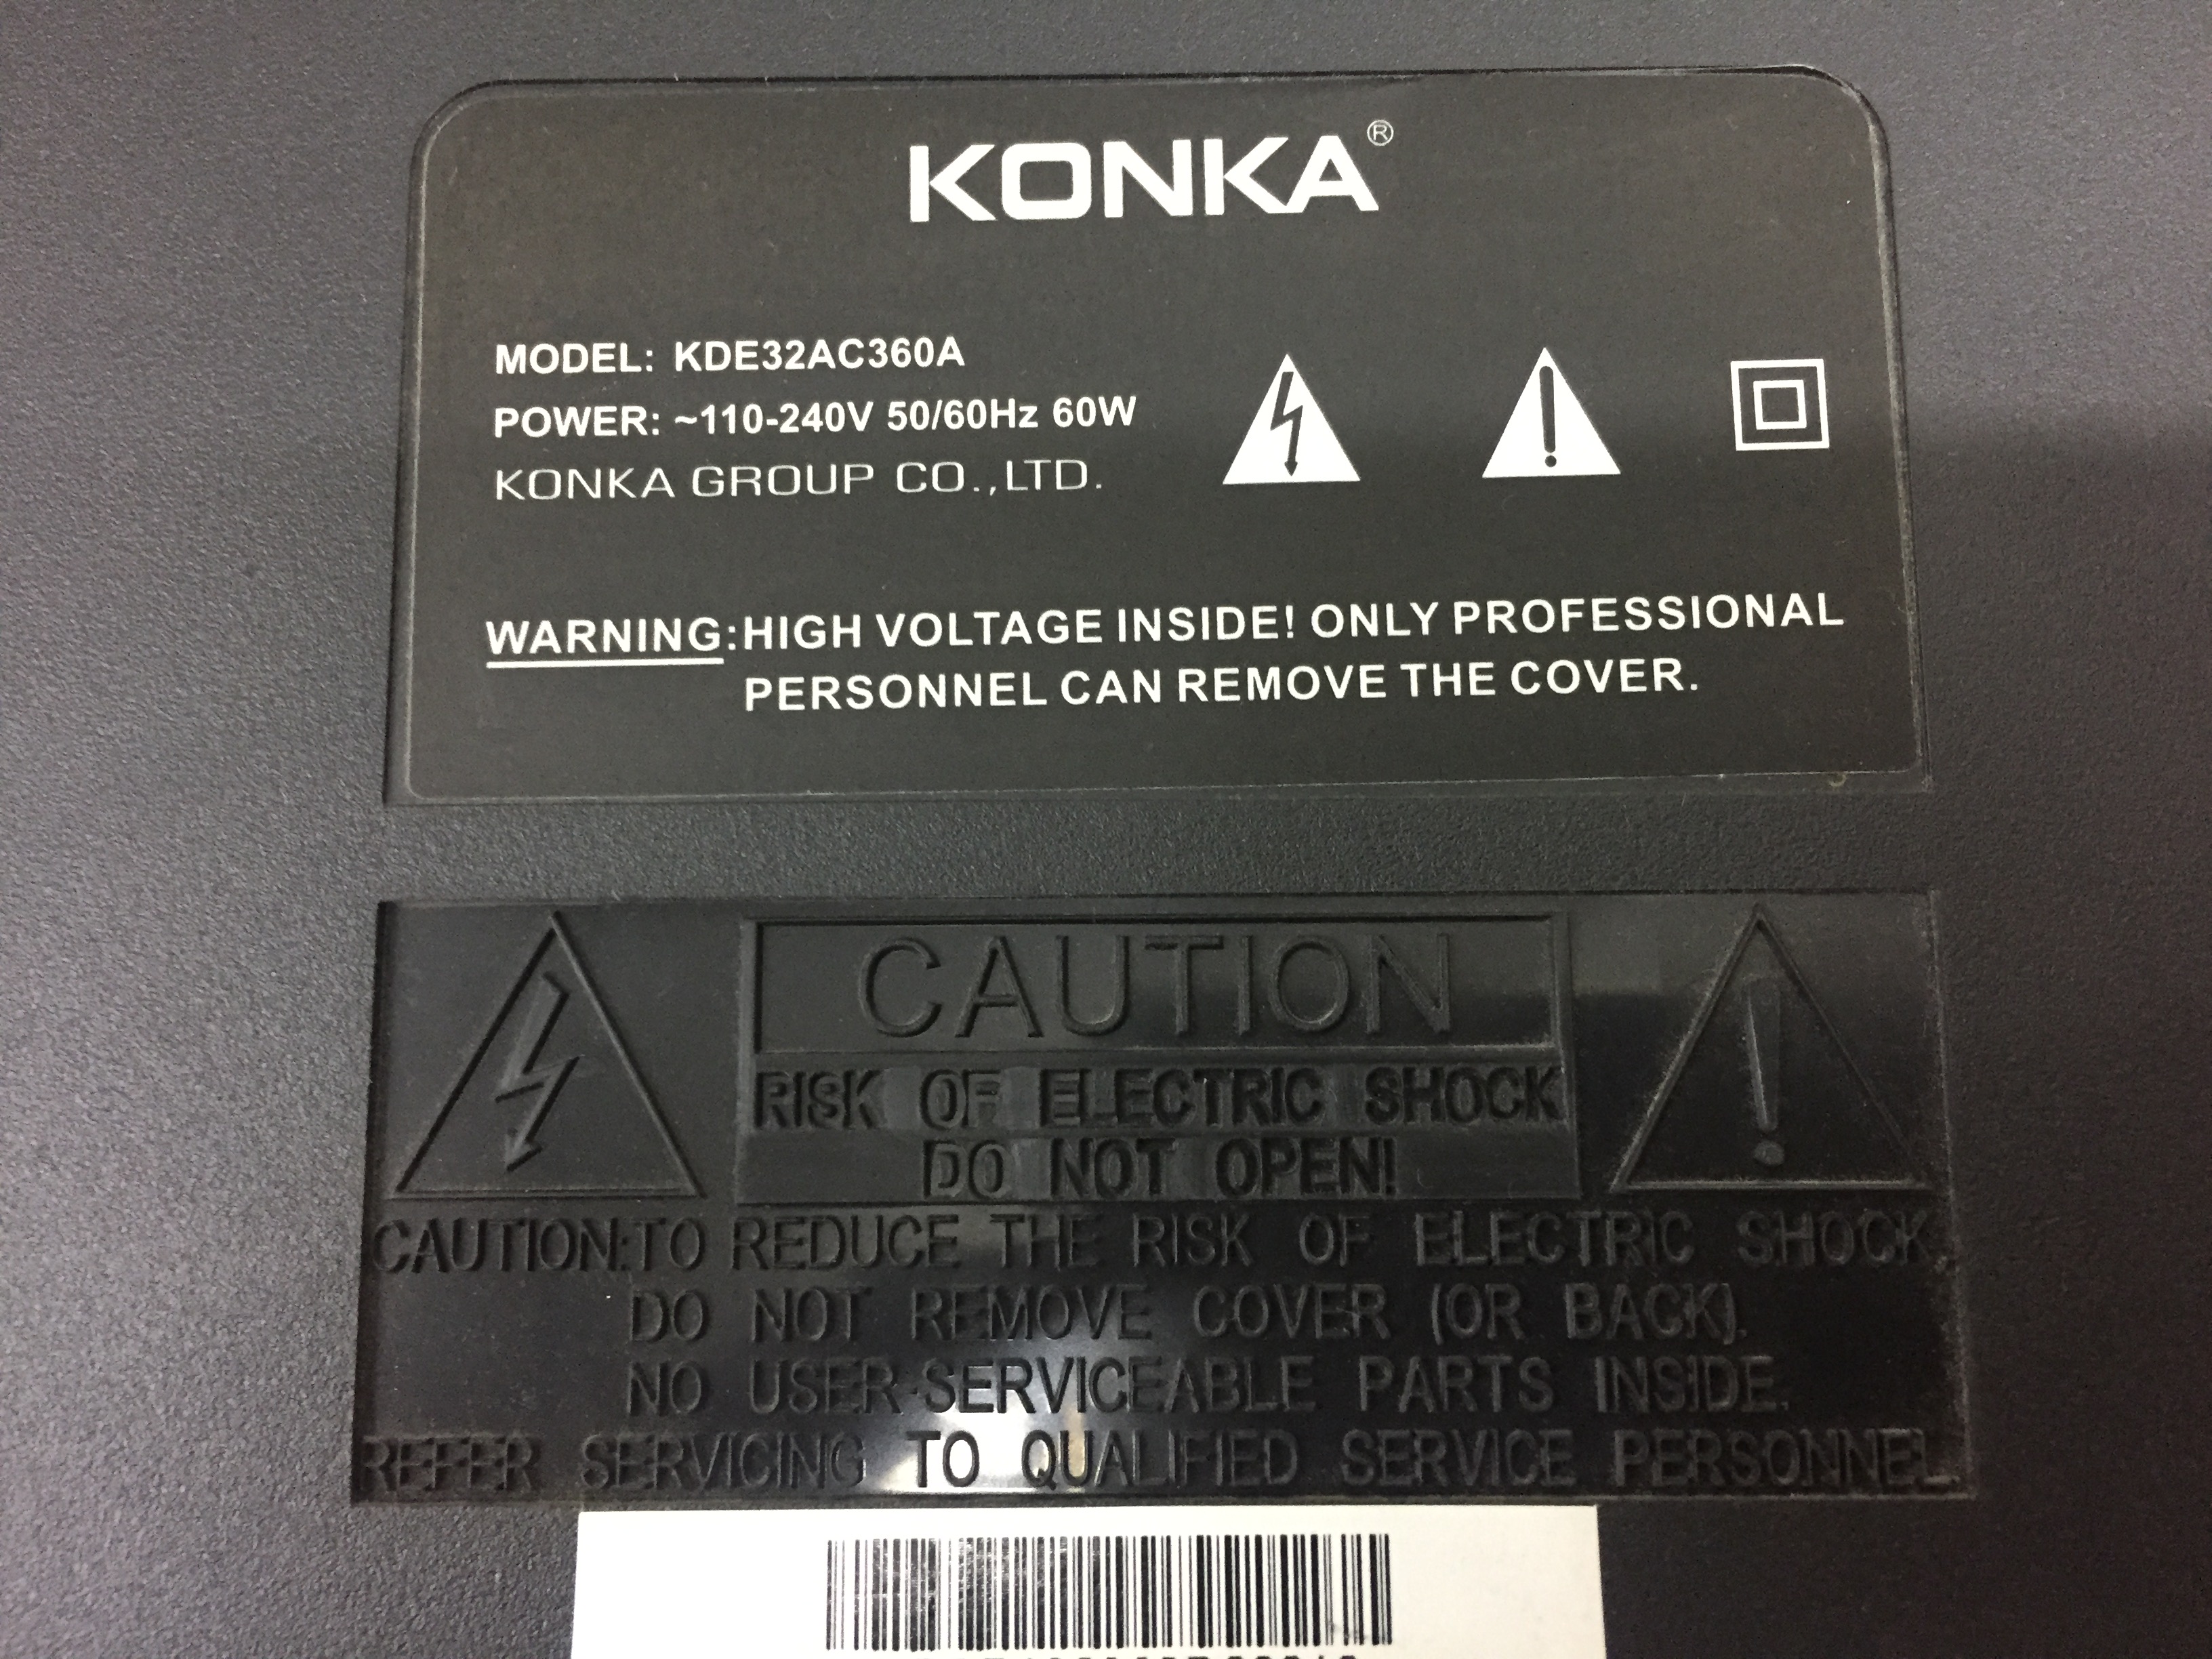 KONKA®
MODEL: KDE32AC360A
POWER: ~110-240V 50/60Hz 60W
KONKA GROUP CO.,LTD.
WARNING:HIGH VOLTAGE INSIDE! ONLY PROFESSIONAL
PERSONNEL CAN REMOVE THE COVER.
CAUTION
RISK OF ELECTRIC SHOCK
DO NOT OPEN!
CAUTION:TO REDUCE THE RISK OF ELECTRIC SHOCK,
DO NOT REMOVE COVER (OR BACK).
NO USER-SERVICEABLE PARTS INSIDE.
REFER SERVICING TO QUALIFIED SERVICE PERSONNEL.